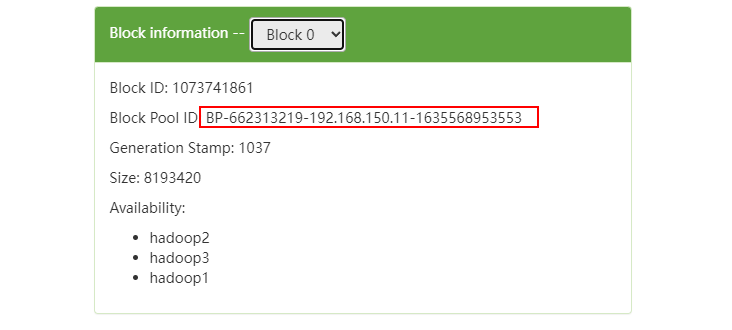 Block information -- Block 0
Block ID: 1073741861
Block Pool ID: BP-662313219-192.168.150.11-1635568953553
Generation Stamp: 1037
Size: 8193420
Availability:
hadoop2
hadoop3
hadoop1